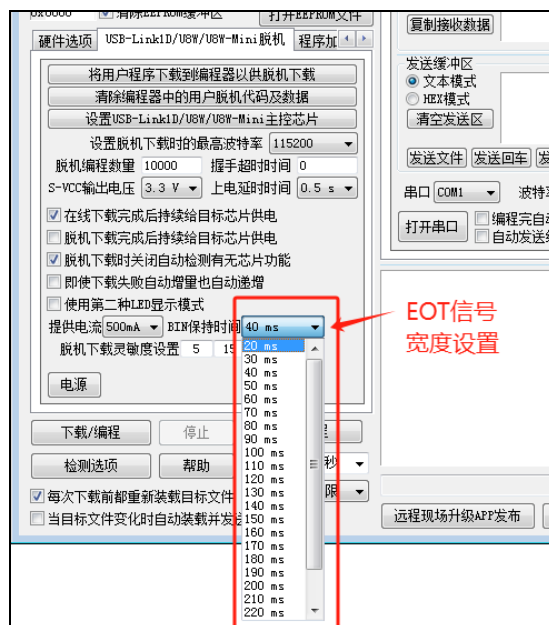 0x0000 清除EEPROM缓冲区 打开EEPROM文件
硬件选项 USB-Link1D/U8W/U8W-Mini脱机 程序加
将用户程序下载到编程器以供脱机下载
清除编程器中的用户脱机代码及数据
设置USB-Link1D/U8W/U8W-Mini主控芯片
设置脱机下载时的最高波特率 115200
脱机编程数量 10000 握手超时时间 0
S-VCC输出电压 3.3 V 上电延时时间 0.5 s
在线下载完成后持续给目标芯片供电
脱机下载完成后持续给目标芯片供电
脱机下载时关闭自动检测有无芯片功能
即使下载失败自动增量也自动递增
使用第二种LED显示模式
提供电流 500mA BIN保持时间 40 ms
脱机下载灵敏度设置 5 15
电源
20 ms
30 ms
40 ms
50 ms
60 ms
70 ms
80 ms
90 ms
100 ms
110 ms
120 ms
130 ms
140 ms
150 ms
160 ms
170 ms
180 ms
190 ms
200 ms
210 ms
220 ms
下载/编程 停止 程
检测选项 帮助 秒
每次下载前都重新装载目标文件 限
当目标文件变化时自动装载并发送
复制接收数据
发送缓冲区
文本模式
HEX模式
清空发送区
发送文件 发送回车 发
串口 COM1 波特率
打开串口 编程完自动
自动发送结
EOT信号
宽度设置
远程现场升级APP发布